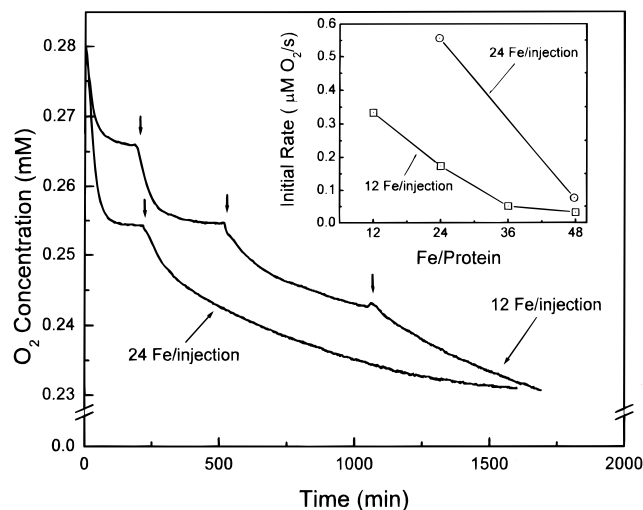 O2 Concentration (mM)
0.28
0.27
0.26
0.25
0.24
0.23
0.0
0
500
1000
1500
2000
Time (min)
24 Fe/injection
12 Fe/injection
Initial Rate ( μM O2/s)
0.6
0.5
0.4
0.3
0.2
0.1
0.0
12
24
36
48
Fe/Protein
24 Fe/injection
12 Fe/injection